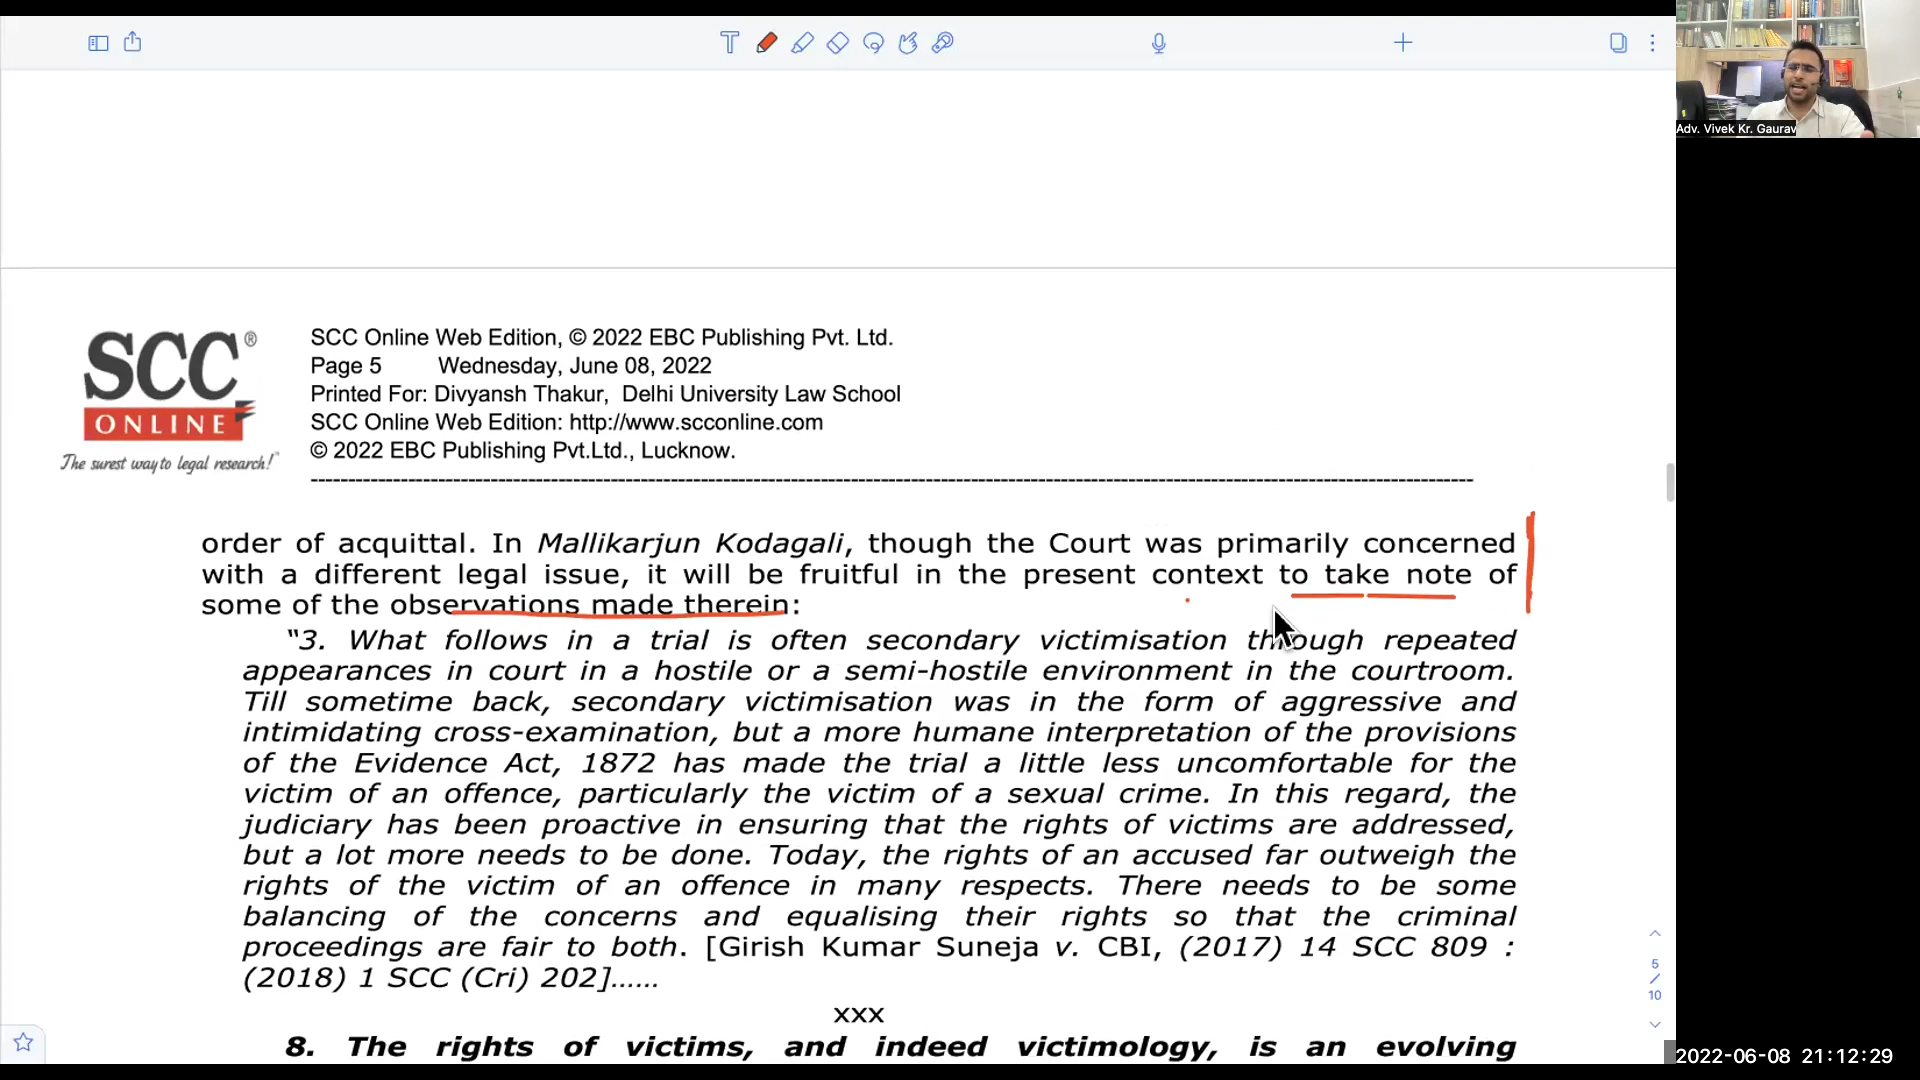 Adv. Vivek Kr. Gaurav
SCC®
ONLINE
The surest way to legal research!™
SCC Online Web Edition, © 2022 EBC Publishing Pvt. Ltd.
Page 5 Wednesday, June 08, 2022
Printed For: Divyansh Thakur, Delhi University Law School
SCC Online Web Edition: http://www.scconline.com
© 2022 EBC Publishing Pvt.Ltd., Lucknow.
order of acquittal. In Mallikarjun Kodagali, though the Court was primarily concerned
with a different legal issue, it will be fruitful in the present context to take note of
some of the observations made therein:
“3. What follows in a trial is often secondary victimisation through repeated
appearances in court in a hostile or a semi-hostile environment in the courtroom.
Till sometime back, secondary victimisation was in the form of aggressive and
intimidating cross-examination, but a more humane interpretation of the provisions
of the Evidence Act, 1872 has made the trial a little less uncomfortable for the
victim of an offence, particularly the victim of a sexual crime. In this regard, the
judiciary has been proactive in ensuring that the rights of victims are addressed,
but a lot more needs to be done. Today, the rights of an accused far outweigh the
rights of the victim of an offence in many respects. There needs to be some
balancing of the concerns and equalising their rights so that the criminal
proceedings are fair to both. [Girish Kumar Suneja v. CBI, (2017) 14 SCC 809 :
(2018) 1 SCC (Cri) 202]......
xxx
8. The rights of victims, and indeed victimology, is an evolving
5
/
10
2022-06-08 21:12:29